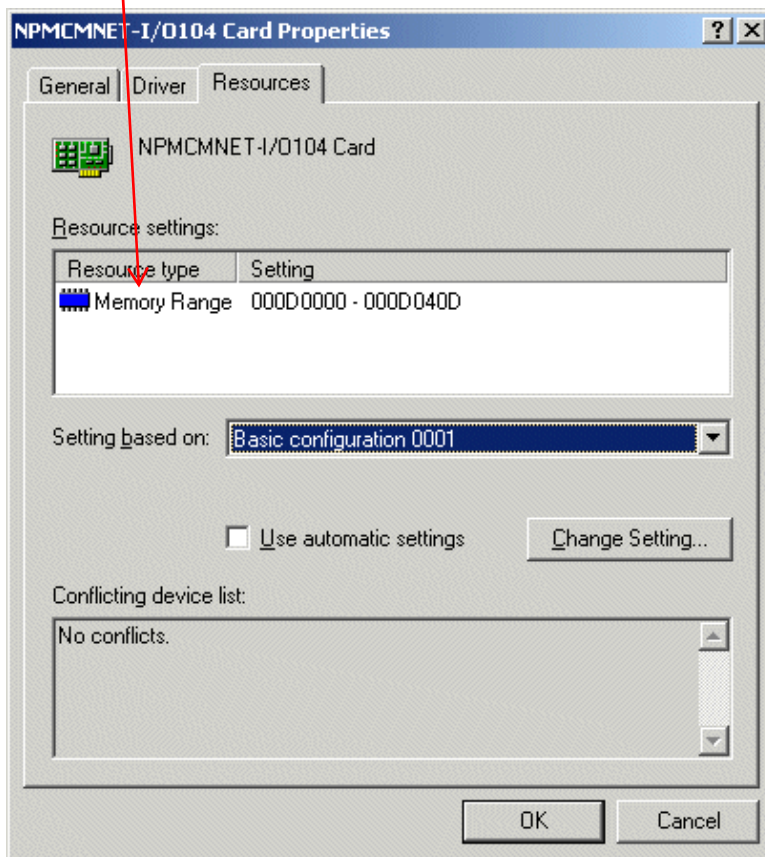 NPMCMNET-I/O104 Card Properties
General Driver Resources
NPMCMNET-I/O104 Card
Resource settings:
Resource type Setting
Memory Range 000D0000 - 000D040D
Setting based on: Basic configuration 0001
Use automatic settings Change Setting...
Conflicting device list:
No conflicts.
OK Cancel